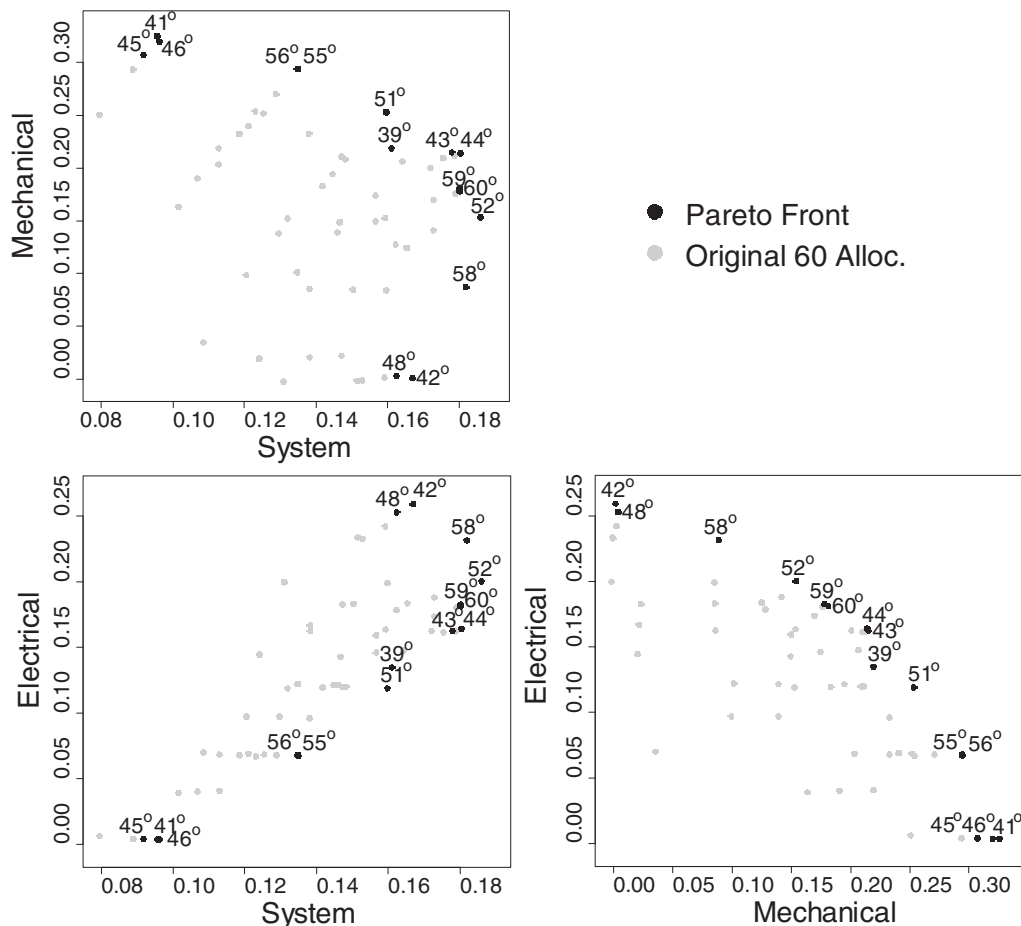 41° 
45° 46°
56° 55°
51°
39°
43° 44°
59°
60°
52°
58°
48°
42°
0.00 0.05 0.10 0.15 0.20 0.25 0.30
Mechanical
0.08 0.10 0.12 0.14 0.16 0.18
System
Pareto Front
Original 60 Alloc.
48° 42°
58°
52°
59°
60°
43° 44°
39°
51°
56° 55°
45° 41°
46°
0.00 0.05 0.10 0.15 0.20 0.25
Electrical
0.08 0.10 0.12 0.14 0.16 0.18
System
42°
48°
58°
52°
59°
60°
44°
43°
39°
51°
55° 56°
45° 46° 41°
0.00 0.05 0.10 0.15 0.20 0.25
Electrical
0.00 0.05 0.10 0.15 0.20 0.25 0.30
Mechanical